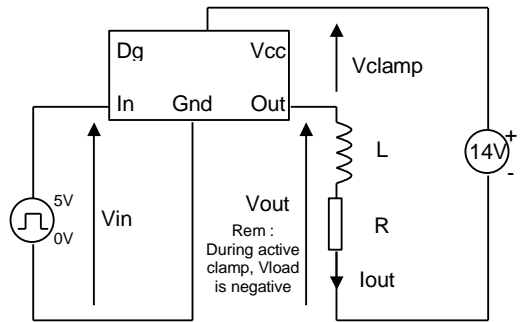 Dg Vcc
Vclamp
In Gnd Out
+
14V
-
L
5V
0V
Vin
Vout
R
Rem :
During active
clamp, Vload
is negative
Iout